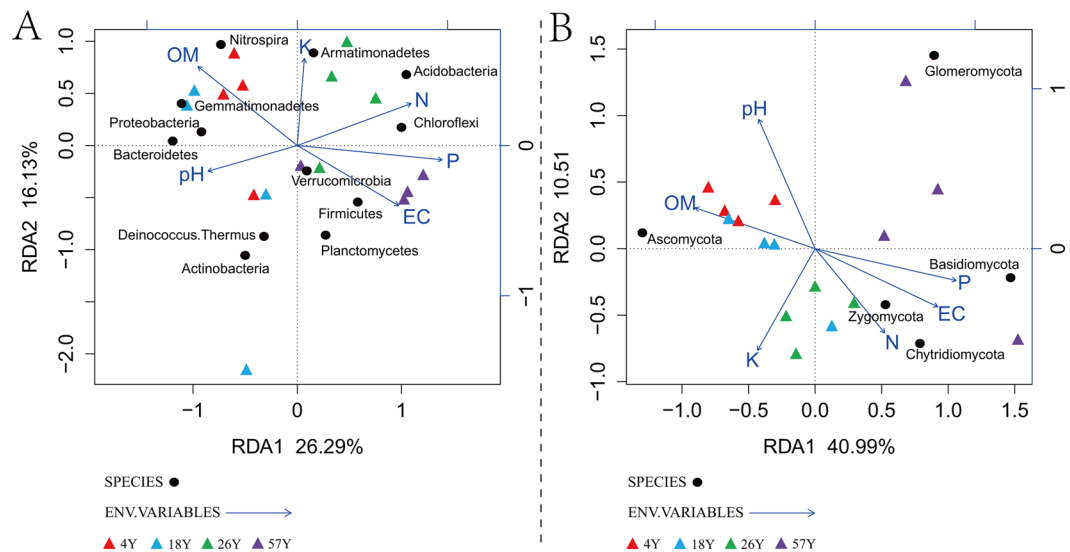 A
B
Nitrospira
K
Armatimonadetes
OM
Acidobacteria
Gemmatimonadetes
N
Proteobacteria
Chloroflexi
Bacteroidetes
P
pH
Verrucomicrobia
Firmicutes
EC
Deinococcus.Thermus
Planctomycetes
Actinobacteria
1.0
0.5
0.0
−1.0
−2.0
RDA2 16.13%
0
−1
−1
0
1
RDA1 26.29%
SPECIES
ENV.VARIABLES
4Y
18Y
26Y
57Y
Glomeromycota
pH
OM
Ascomycota
Basidiomycota
P
Zygomycota
EC
N
Chytridiomycota
K
1.5
1.0
0.5
0.0
−0.5
−1.0
RDA2 10.51
1
0
−1.0
−0.5
0.0
0.5
1.0
1.5
RDA1 40.99%
SPECIES
ENV.VARIABLES
4Y
18Y
26Y
57Y